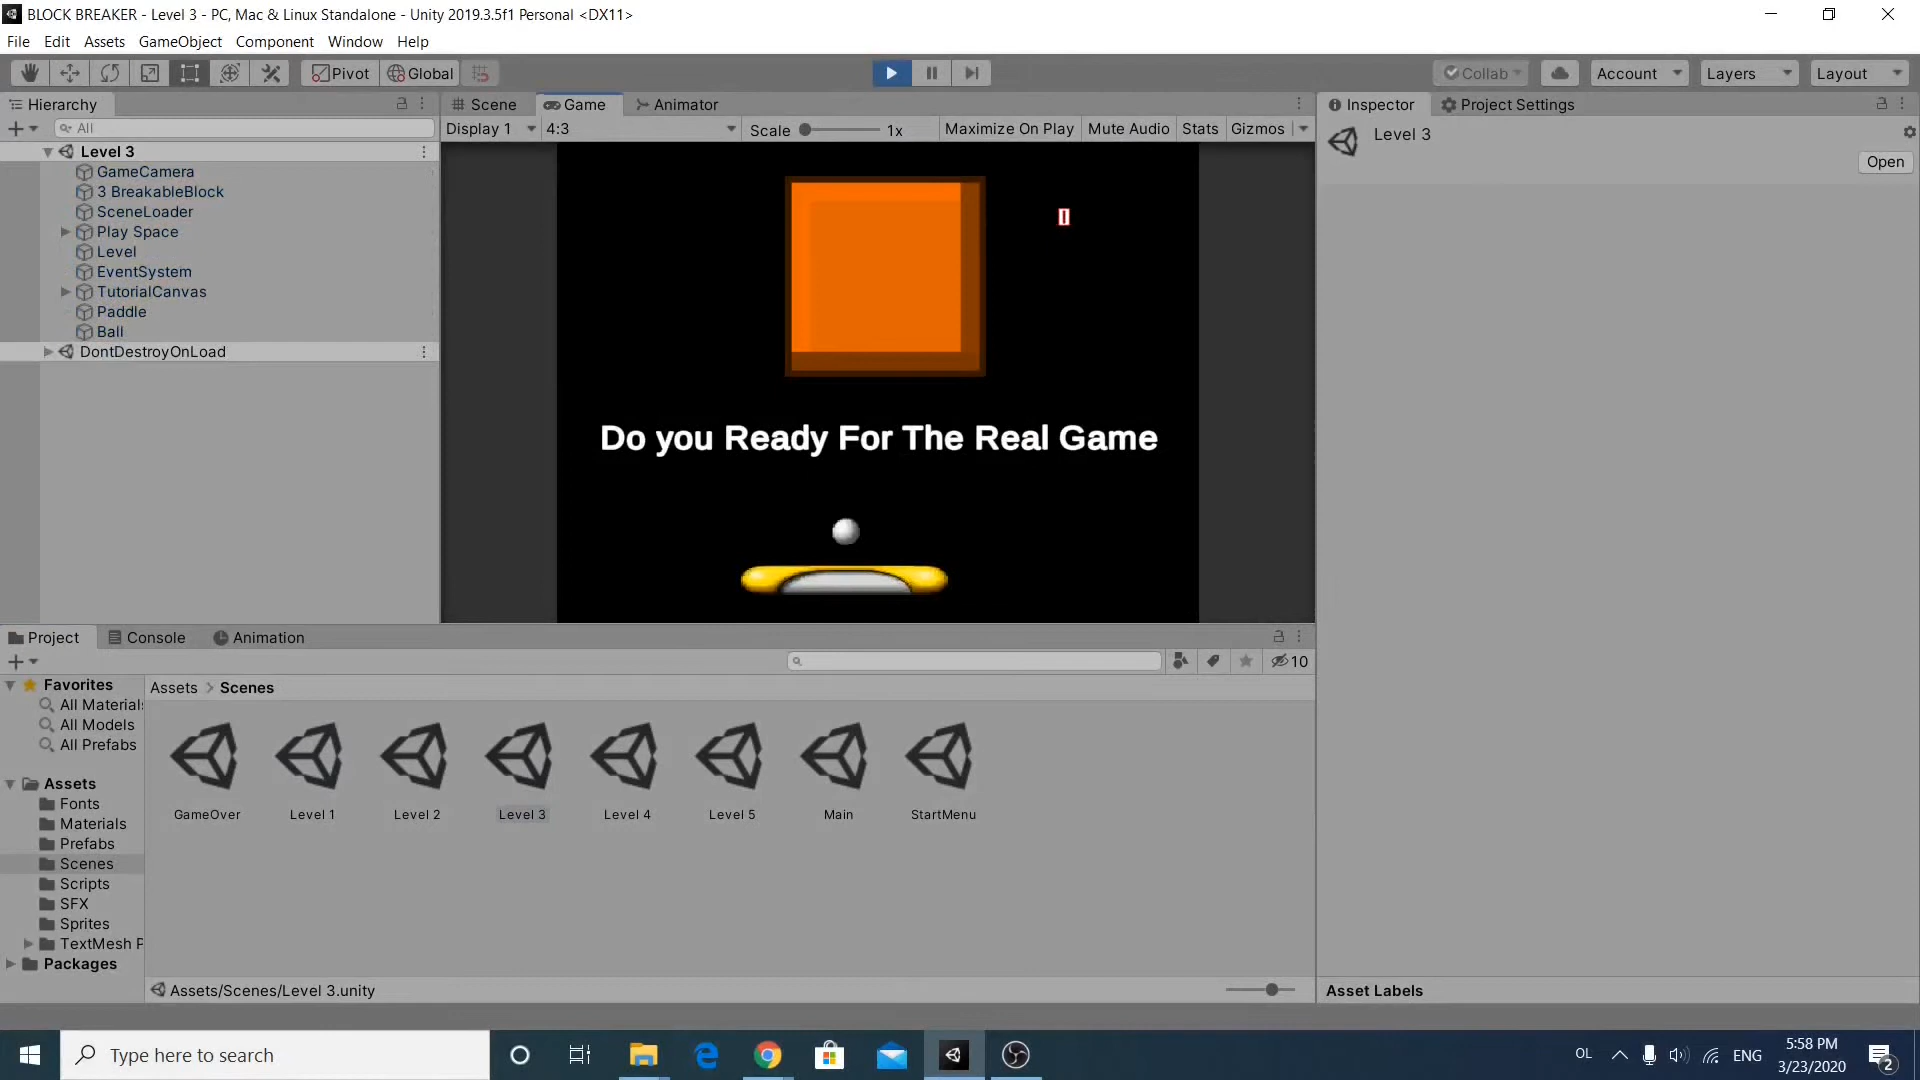 BLOCK BREAKER - Level 3 - PC, Mac & Linux Standalone - Unity 2019.3.5f1 Personal <DX11>
File Edit Assets GameObject Component Window Help
Pivot Global Collab Account Layers Layout
Hierarchy
All
Level 3
GameCamera
3 BreakableBlock
SceneLoader
Play Space
Level
EventSystem
TutorialCanvas
Paddle
Ball
DontDestroyOnLoad
Scene Game Animator
Display 1 4:3 Scale 1x Maximize On Play Mute Audio Stats Gizmos
Do you Ready For The Real Game
Inspector Project Settings
Level 3
Open
Project Console Animation
10
Favorites
All Materials
All Models
All Prefabs
Assets
Fonts
Materials
Prefabs
Scenes
Scripts
SFX
Sprites
TextMesh P
Packages
Assets > Scenes
GameOver Level 1 Level 2 Level 3 Level 4 Level 5 Main StartMenu
Assets/Scenes/Level 3.unity
Asset Labels
Type here to search
OL ENG
5:58 PM
3/23/2020
2